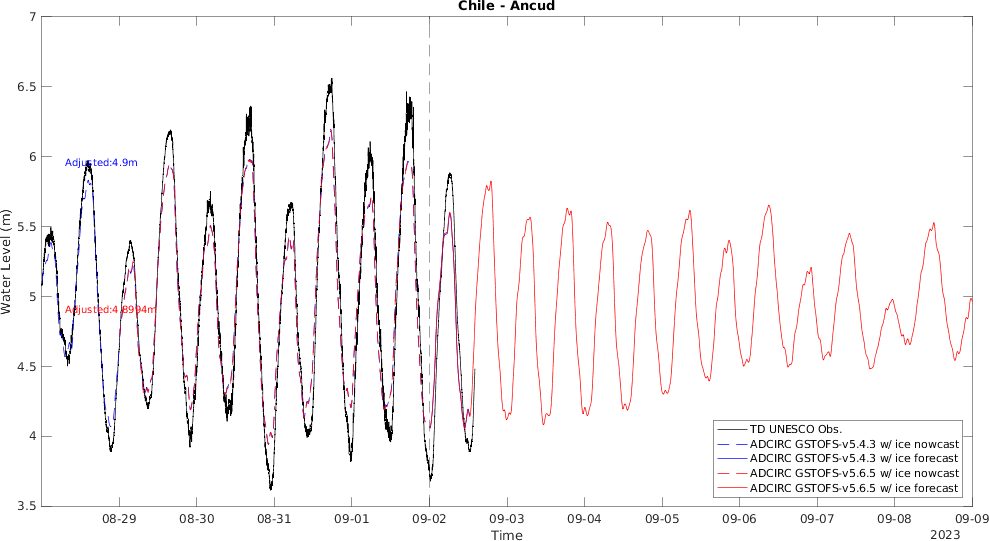 Chile - Ancud
7
6.5
6
5.5
5
4.5
4
3.5
Water Level (m)
Adjusted:4.9m
Adjusted:4.8994m
TD UNESCO Obs.
ADCIRC GSTOFS-v5.4.3 w/ ice nowcast
ADCIRC GSTOFS-v5.4.3 w/ ice forecast
ADCIRC GSTOFS-v5.6.5 w/ ice nowcast
ADCIRC GSTOFS-v5.6.5 w/ ice forecast
08-29 08-30 08-31 09-01 09-02 09-03 09-04 09-05 09-06 09-07 09-08 09-09
Time
2023